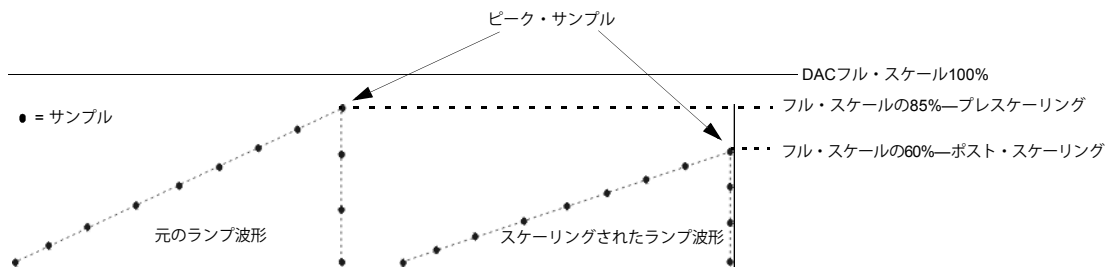 ピーク・サンプル
DACフル・スケール100%
● = サンプル
フル・スケールの85%—プレスケーリング
フル・スケールの60%—ポスト・スケーリング
元のランプ波形
スケーリングされたランプ波形